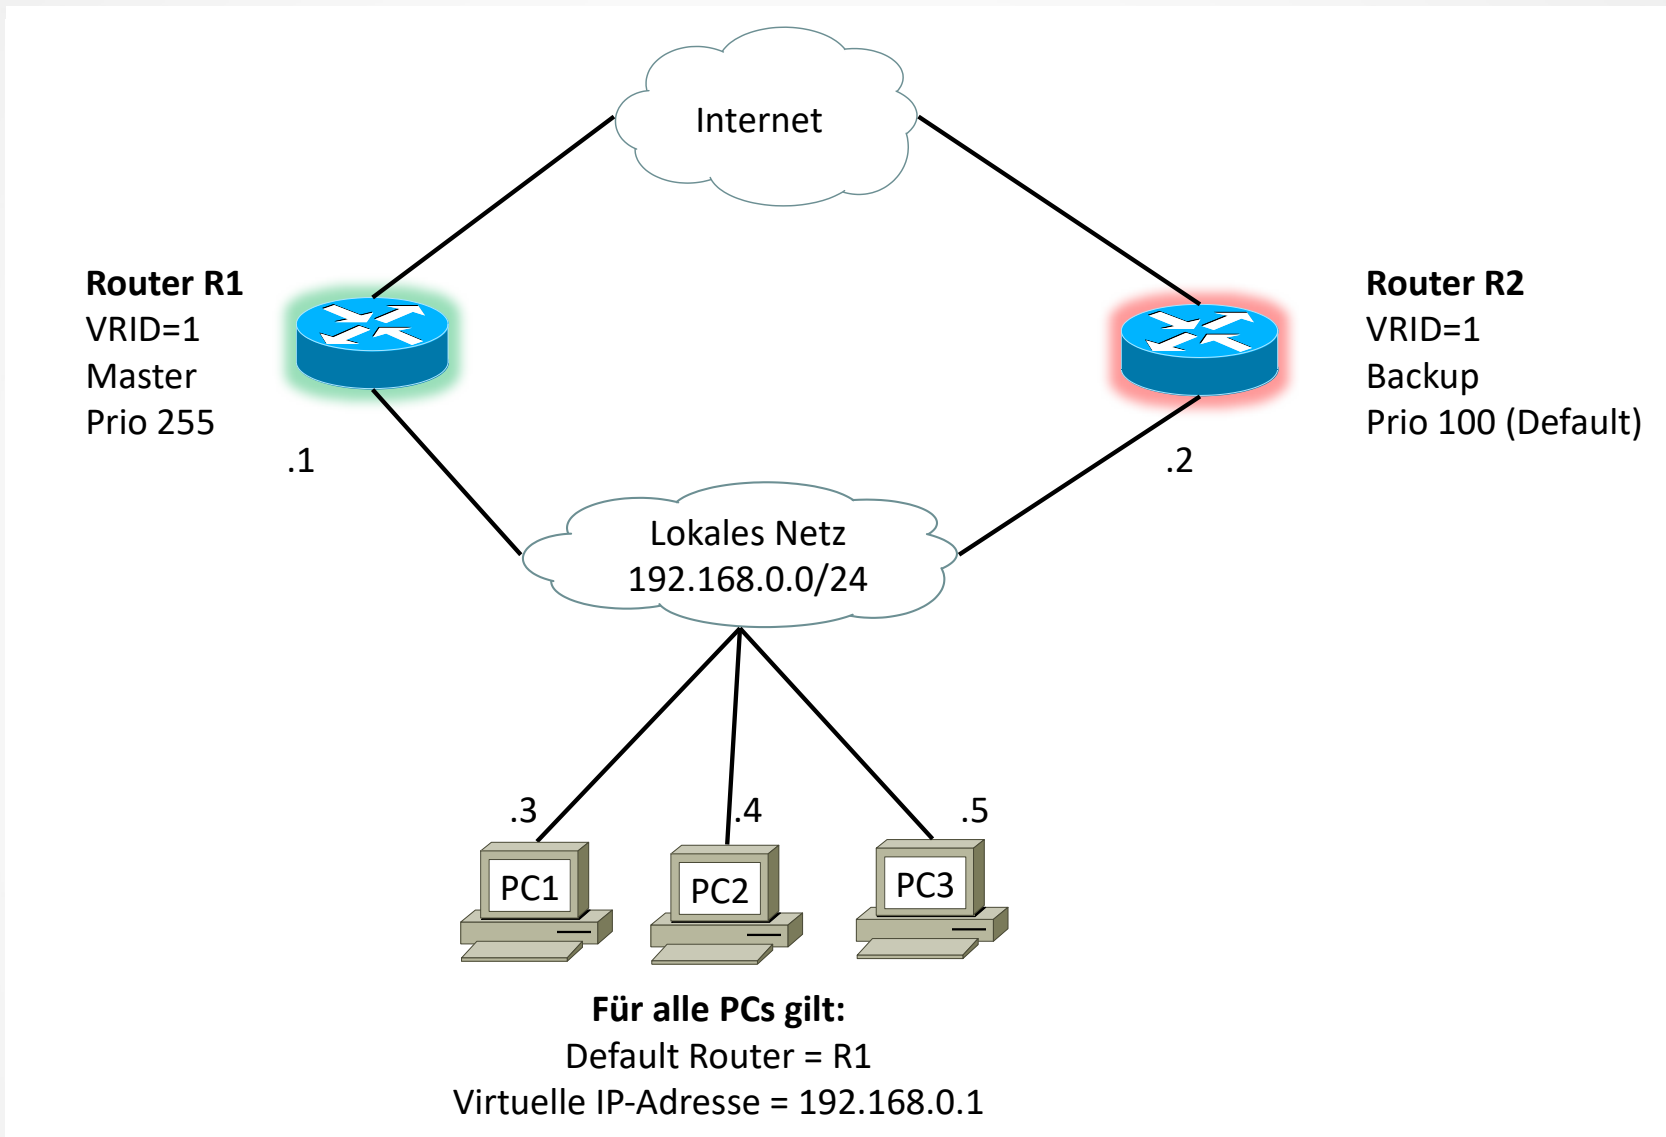 Internet
Router R1
VRID=1
Master
Prio 255
.1
Router R2
VRID=1
Backup
Prio 100 (Default)
.2
Lokales Netz
192.168.0.0/24
.3
.4
.5
PC1
PC2
PC3
Für alle PCs gilt:
Default Router = R1
Virtuelle IP-Adresse = 192.168.0.1